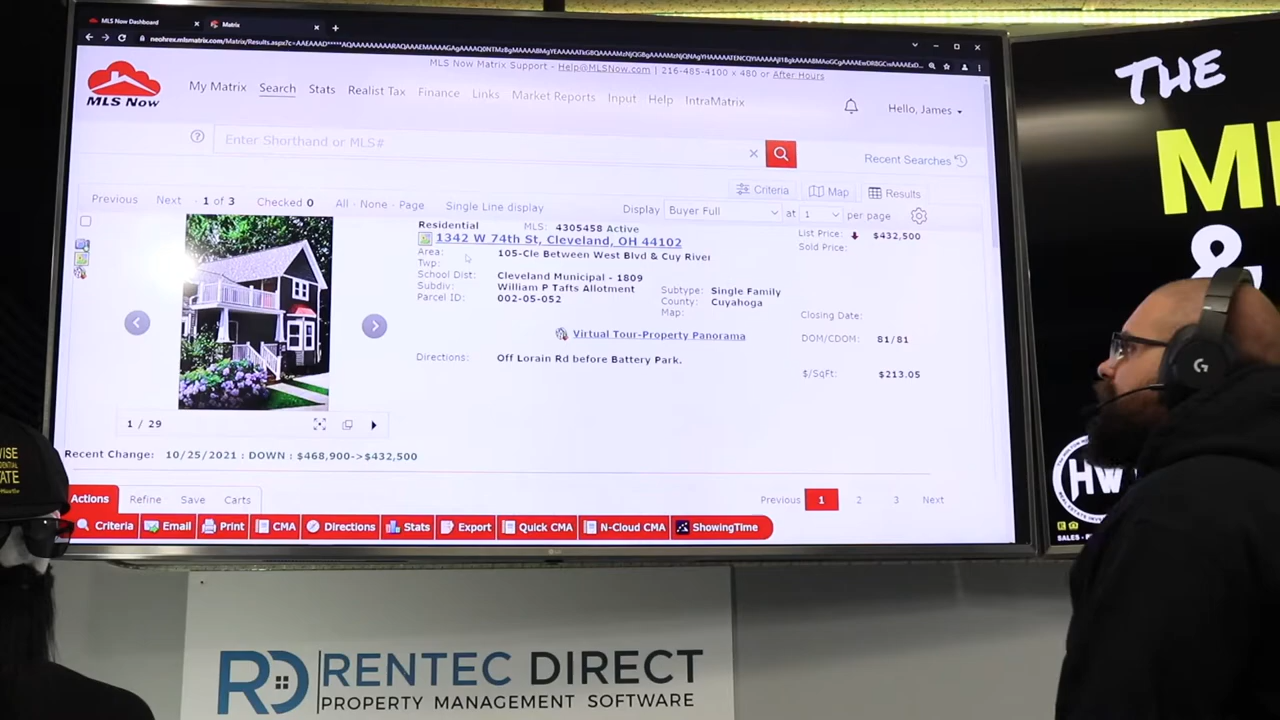 MLS Now Dashboard
Matrix
MLS Now Matrix Support - Help@MLSNow.com | 216-485-4100 x 480 or After Hours
MLS Now
My Matrix Search Stats Realist Tax Finance Links Market Reports Input Help IntraMatrix
Hello, James
Enter Shorthand or MLS#
Recent Searches
Criteria Map Results
Previous Next 1 of 3 Checked 0 All · None · Page Single Line display
Display Buyer Full at 1 per page
Residential MLS: 4305458 Active
List Price: $432,500
1342 W 74th St, Cleveland, OH 44102
Sold Price:
Area: 105-Cle Between West Blvd & Cuy River
Twp:
School Dist: Cleveland Municipal - 1809
Subdiv: William P Tafts Allotment
Subtype: Single Family
Parcel ID: 002-05-052
County: Cuyahoga
Map:
Closing Date:
Virtual Tour-Property Panorama
DOM/CDOM: 81/81
Directions: Off Lorain Rd before Battery Park.
$/SqFt: $213.05
1 / 29
Recent Change: 10/25/2021 : DOWN : $468,900->$432,500
Actions Refine Save Carts
Previous 1 2 3 Next
Criteria Email Print CMA Directions Stats Export Quick CMA N-Cloud CMA ShowingTime
LG
THE
&
HW
G
WISE
RD RENTEC DIRECT
PROPERTY MANAGEMENT SOFTWARE